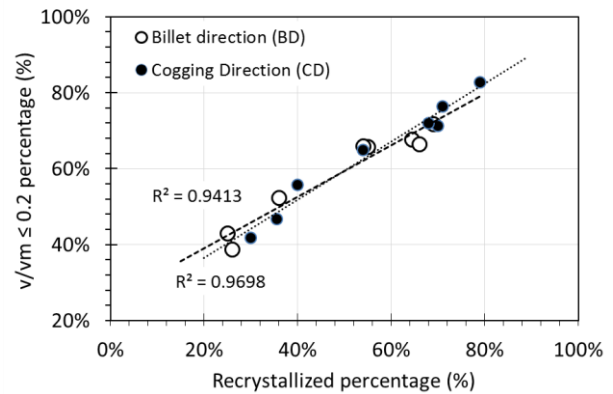 100%
80%
60%
40%
20%
v/vm ≤ 0.2 percentage (%)
Billet direction (BD)
Cogging Direction (CD)
R² = 0.9413
R² = 0.9698
0% 20% 40% 60% 80% 100%
Recrystallized percentage (%)